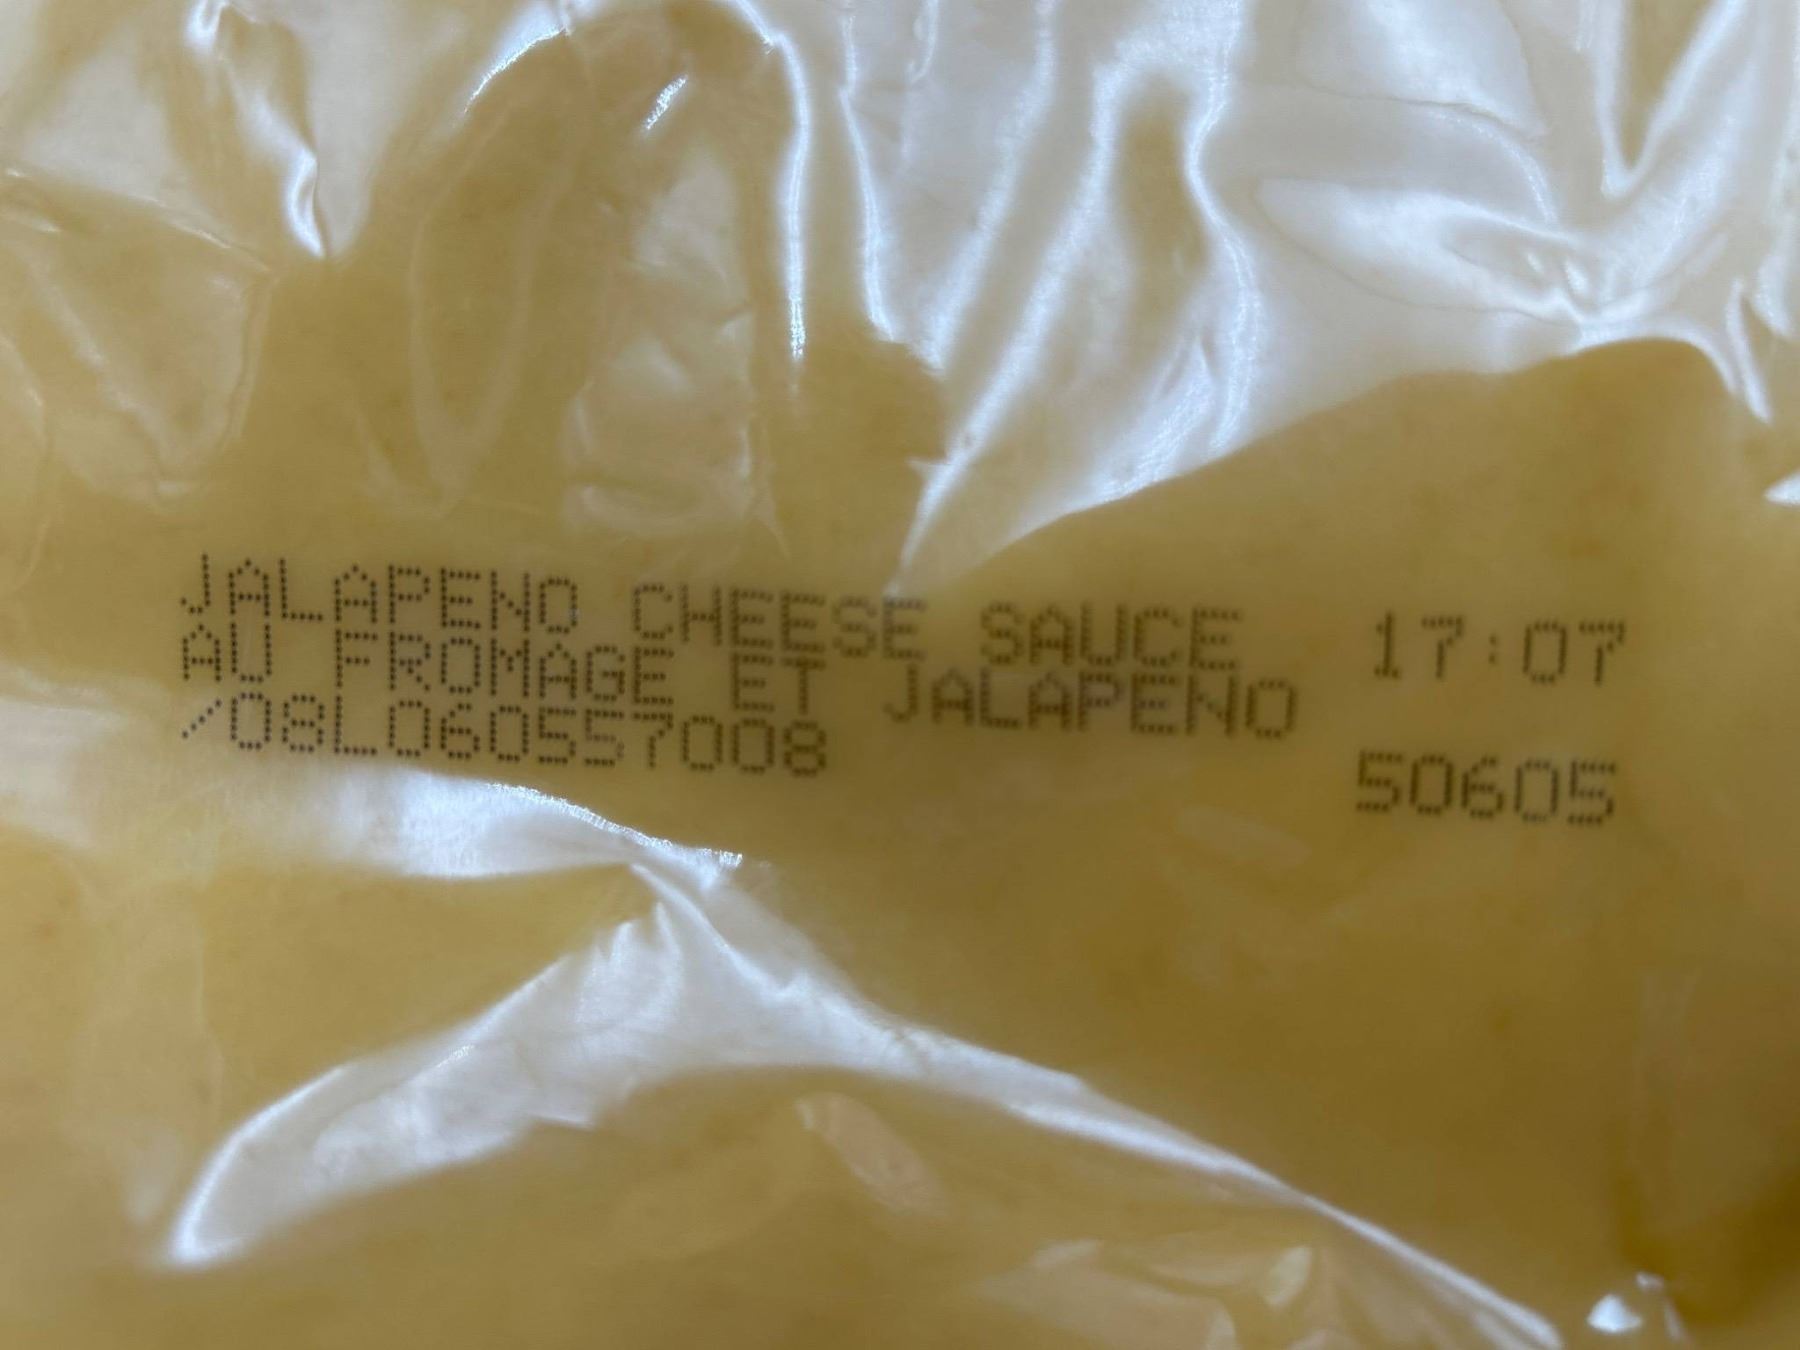 JALAPENO CHEESE SAUCE 17:07
AU FROMAGE ET JALAPENO
/08L060557008 50605